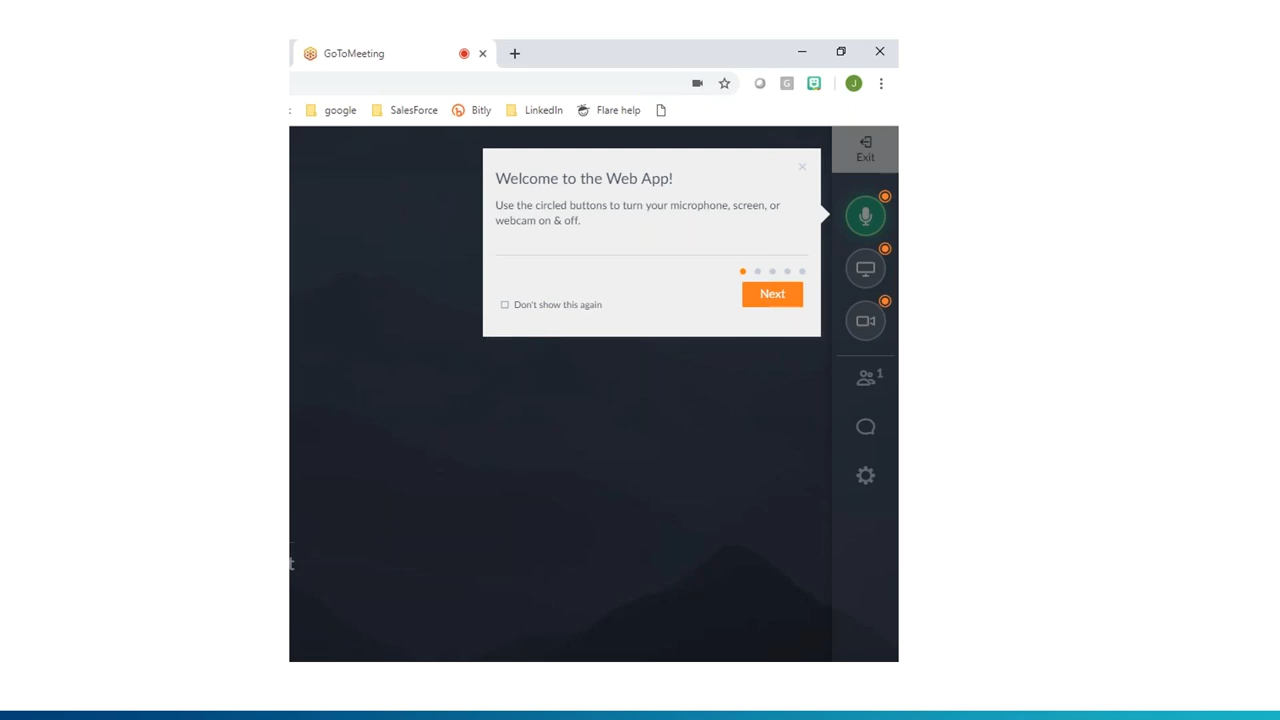 GoToMeeting
google SalesForce Bitly LinkedIn Flare help
G
J
Exit
Welcome to the Web App!
Use the circled buttons to turn your microphone, screen, or
webcam on & off.
Don't show this again
Next
1
t